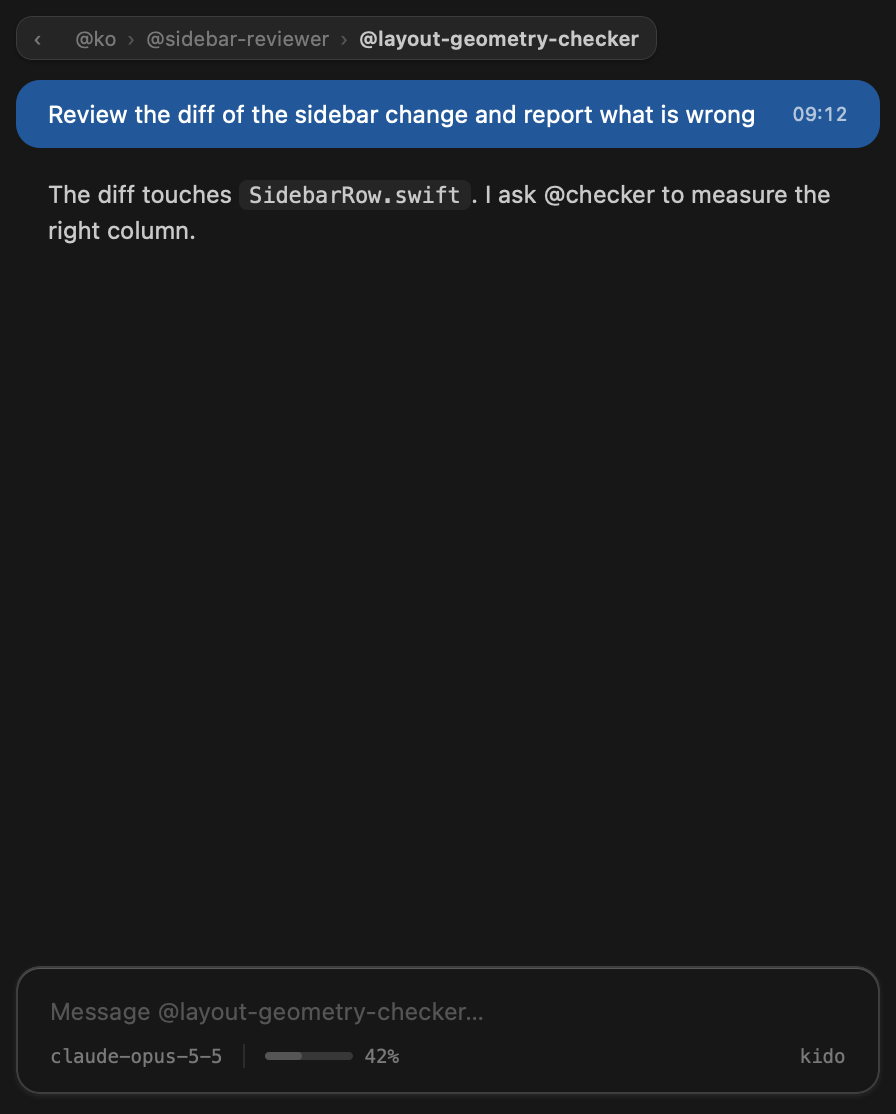 ‹ @ko › @sidebar-reviewer › @layout-geometry-checker
Review the diff of the sidebar change and report what is wrong 09:12
The diff touches SidebarRow.swift. I ask @checker to measure the
right column.
Message @layout-geometry-checker...
claude-opus-5-5 42% kido